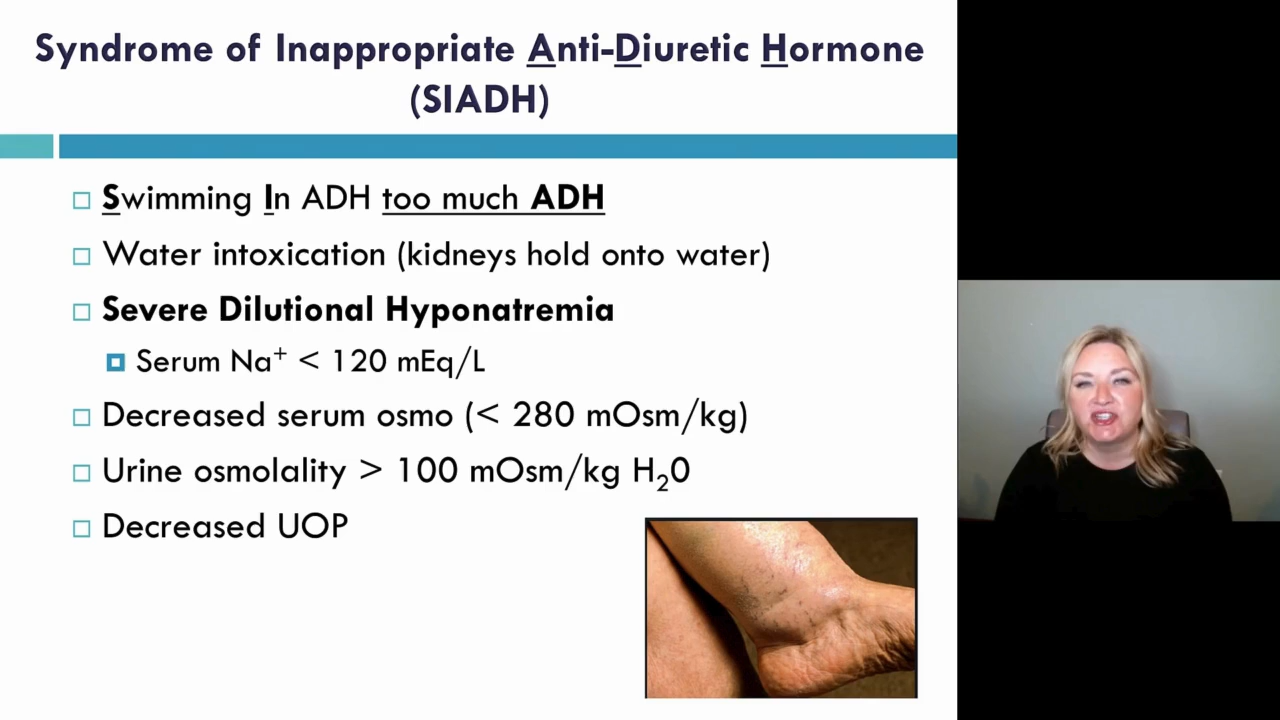 Syndrome of Inappropriate Anti-Diuretic Hormone
(SIADH)
Swimming In ADH too much ADH
Water intoxication (kidneys hold onto water)
Severe Dilutional Hyponatremia
Serum Na⁺ < 120 mEq/L
Decreased serum osmo (< 280 mOsm/kg)
Urine osmolality > 100 mOsm/kg H₂0
Decreased UOP